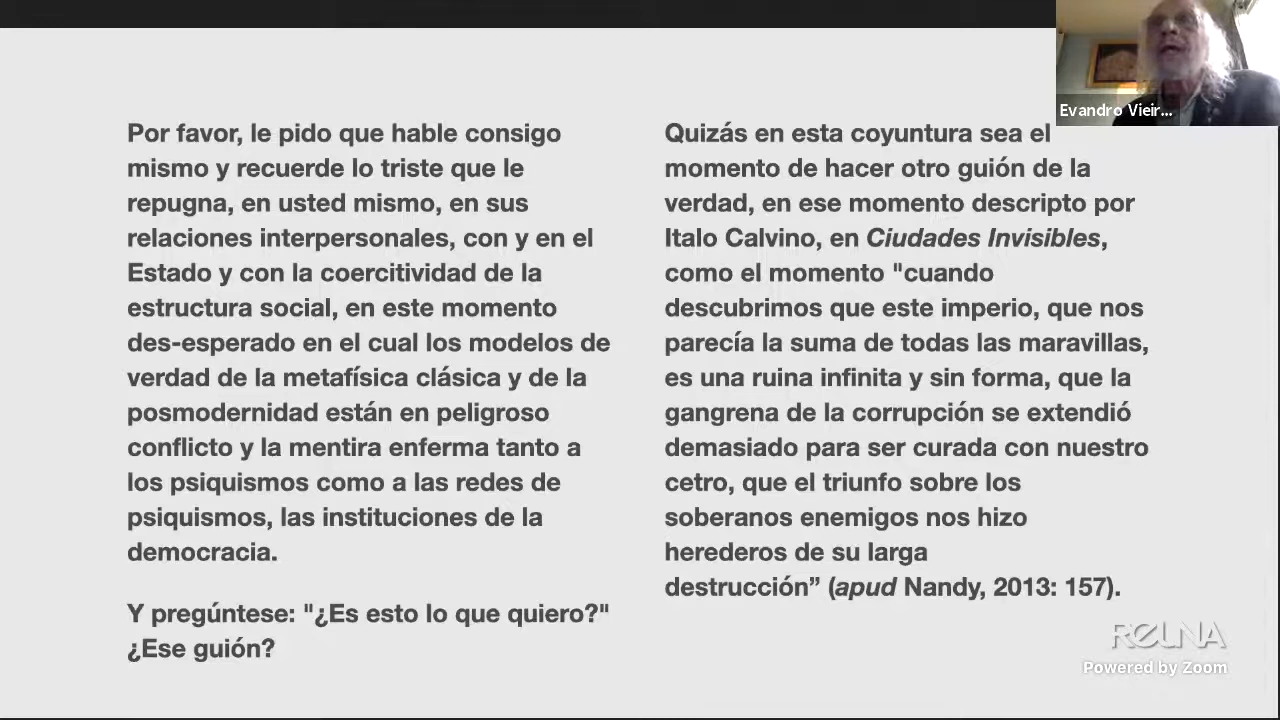 Por favor, le pido que hable consigo
mismo y recuerde lo triste que le
repugna, en usted mismo, en sus
relaciones interpersonales, con y en el
Estado y con la coercitividad de la
estructura social, en este momento
des-esperado en el cual los modelos de
verdad de la metafísica clásica y de la
posmodernidad están en peligroso
conflicto y la mentira enferma tanto a
los psiquismos como a las redes de
psiquismos, las instituciones de la
democracia.
Y pregúntese: "¿Es esto lo que quiero?"
¿Ese guión?
Quizás en esta coyuntura sea el
momento de hacer otro guión de la
verdad, en ese momento descripto por
Italo Calvino, en Ciudades Invisibles,
como el momento "cuando
descubrimos que este imperio, que nos
parecía la suma de todas las maravillas,
es una ruina infinita y sin forma, que la
gangrena de la corrupción se extendió
demasiado para ser curada con nuestro
cetro, que el triunfo sobre los
soberanos enemigos nos hizo
herederos de su larga
destrucción” (apud Nandy, 2013: 157).
Evandro Vieir...
Powered by Zoom